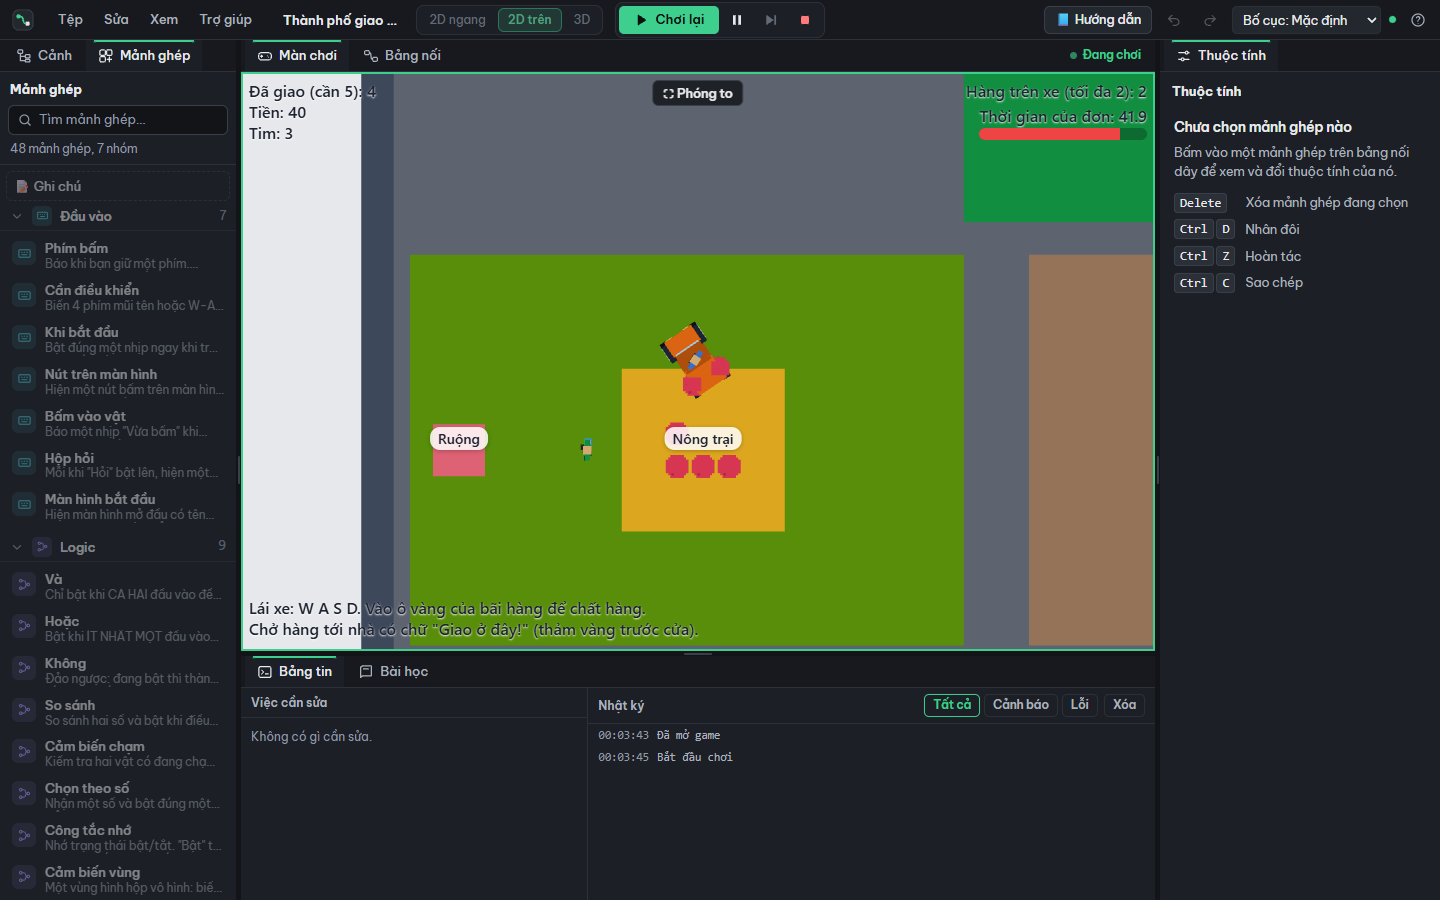 Tệp
Sửa
Xem
Trợ giúp
Thành phố giao ...
2D ngang
2D trên
3D
Chơi lại
Hướng dẫn
Bố cục: Mặc định
Cảnh
Mảnh ghép
Màn chơi
Bảng nối
Đang chơi
Thuộc tính
Mảnh ghép
Tìm mảnh ghép...
48 mảnh ghép, 7 nhóm
Ghi chú
Đầu vào
7
Phím bấm
Báo khi bạn giữ một phím....
Cần điều khiển
Biến 4 phím mũi tên hoặc W-A...
Khi bắt đầu
Bật đúng một nhịp ngay khi tr...
Nút trên màn hình
Hiện một nút bấm trên màn hìn...
Bấm vào vật
Báo một nhịp "Vừa bấm" khi...
Hộp hỏi
Mỗi khi "Hỏi" bật lên, hiện một...
Màn hình bắt đầu
Hiện màn hình mở đầu có tên...
Logic
9
Và
Chỉ bật khi CẢ HAI đầu vào đề...
Hoặc
Bật khi ÍT NHẤT MỘT đầu vào...
Không
Đảo ngược: đang bật thì thàn...
So sánh
So sánh hai số và bật khi điều...
Cảm biến chạm
Kiểm tra hai vật có đang chạ...
Chọn theo số
Nhận một số và bật đúng một...
Công tắc nhớ
Nhớ trạng thái bật/tắt. "Bật" t...
Cảm biến vùng
Một vùng hình hộp vô hình: biế...
Đã giao (cần 5): 4
Tiền: 40
Tim: 3
Phóng to
Hàng trên xe (tối đa 2): 2
Thời gian của đơn: 41.9
Ruộng
Nông trại
Lái xe: W A S D. Vào ô vàng của bãi hàng để chất hàng.
Chở hàng tới nhà có chữ "Giao ở đây!" (thảm vàng trước cửa).
Bảng tin
Bài học
Việc cần sửa
Không có gì cần sửa.
Nhật ký
Tất cả
Cảnh báo
Lỗi
Xóa
00:03:43 Đã mở game
00:03:45 Bắt đầu chơi
Thuộc tính
Chưa chọn mảnh ghép nào
Bấm vào một mảnh ghép trên bảng nối
dây để xem và đổi thuộc tính của nó.
Delete Xóa mảnh ghép đang chọn
Ctrl D Nhân đôi
Ctrl Z Hoàn tác
Ctrl C Sao chép